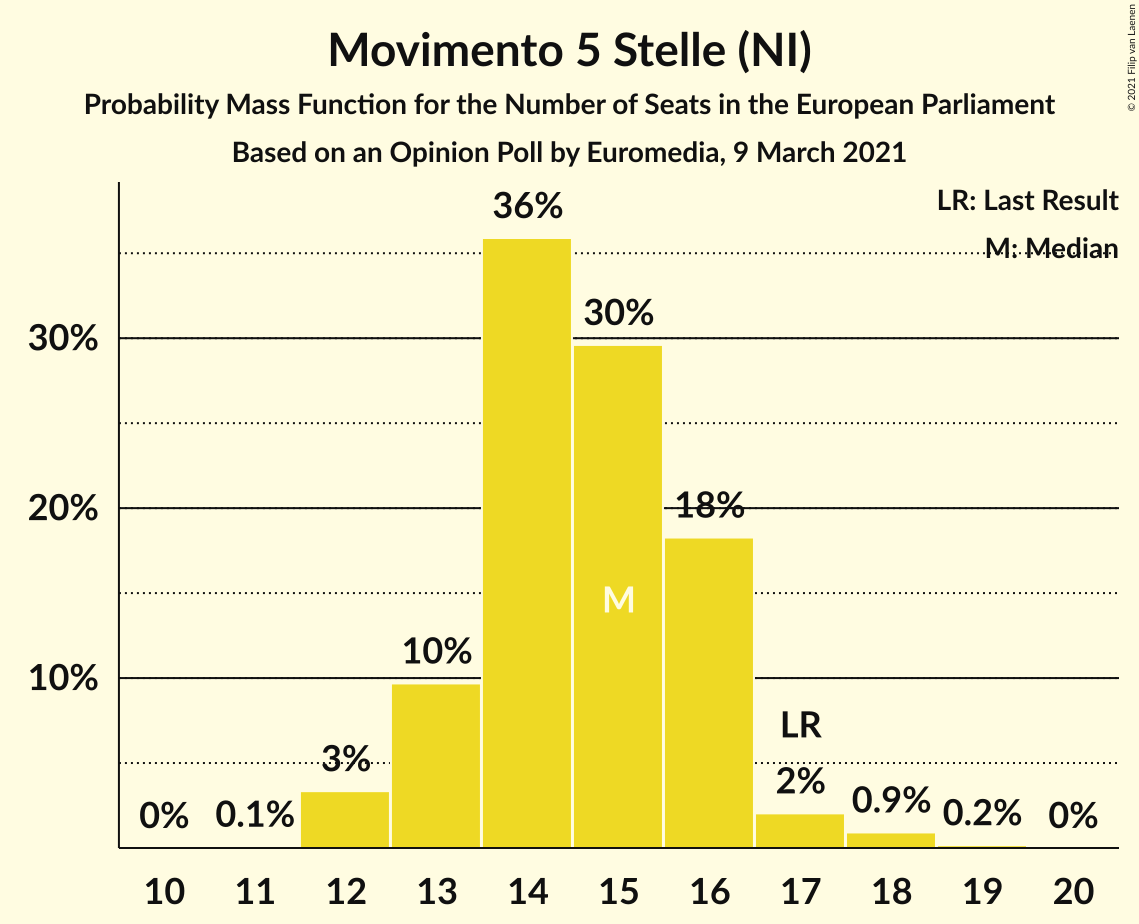 Movimento 5 Stelle (NI)
Probability Mass Function for the Number of Seats in the European Parliament
Based on an Opinion Poll by Euromedia, 9 March 2021
© 2021 Filip van Laenen
LR: Last Result
M: Median
36%
30%
30%
20%
18%
M
10%
10%
LR
3%
2%
0%
0.1%
0.9%
0.2%
0%
10 11 12 13 14 15 16 17 18 19 20